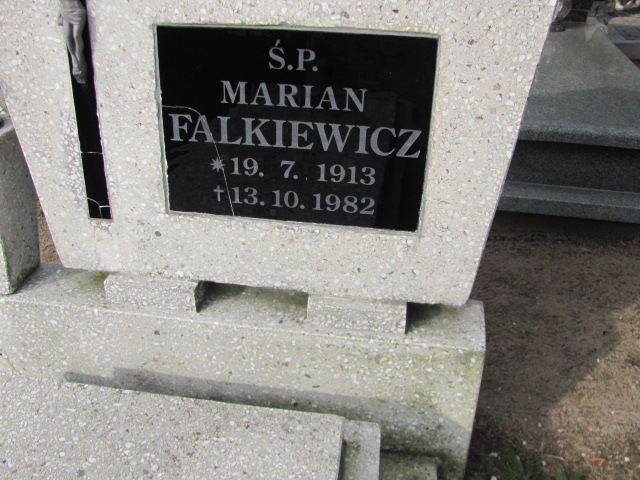 Ś.P.
MARIAN
FALKIEWICZ
* 19. 7. 1913
† 13. 10. 1982